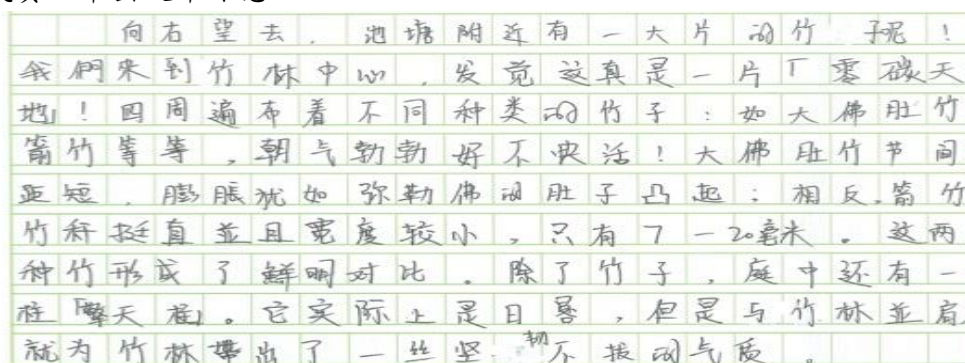 向右望去，池塘附近有一大片的竹子呢！
我們来到竹林中心，发觉这真是一片「零碳天
地」！四周遍布着不同种类的竹子：如大佛肚竹
箭竹等等，朝气勃勃好不快活！大佛肚竹节间
距短，膨脹犹如弥勒佛的肚子凸起；相反，箭竹
竹秆挺直並且宽度较小，只有7-20毫米。这两
种竹形成了鲜明对比。除了竹子，庭中还有一
柱「擎天柱」。它实际上是日晷，但是与竹林並肩
就为竹林带出了一丝坚韧不拔的气质。